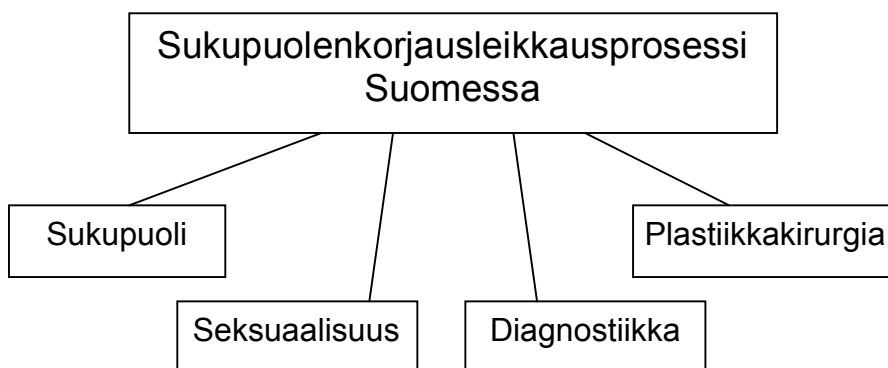 Sukupuolenkorjausleikkausprosessi
Suomessa
Sukupuoli
Plastiikkakirurgia
Seksuaalisuus
Diagnostiikka